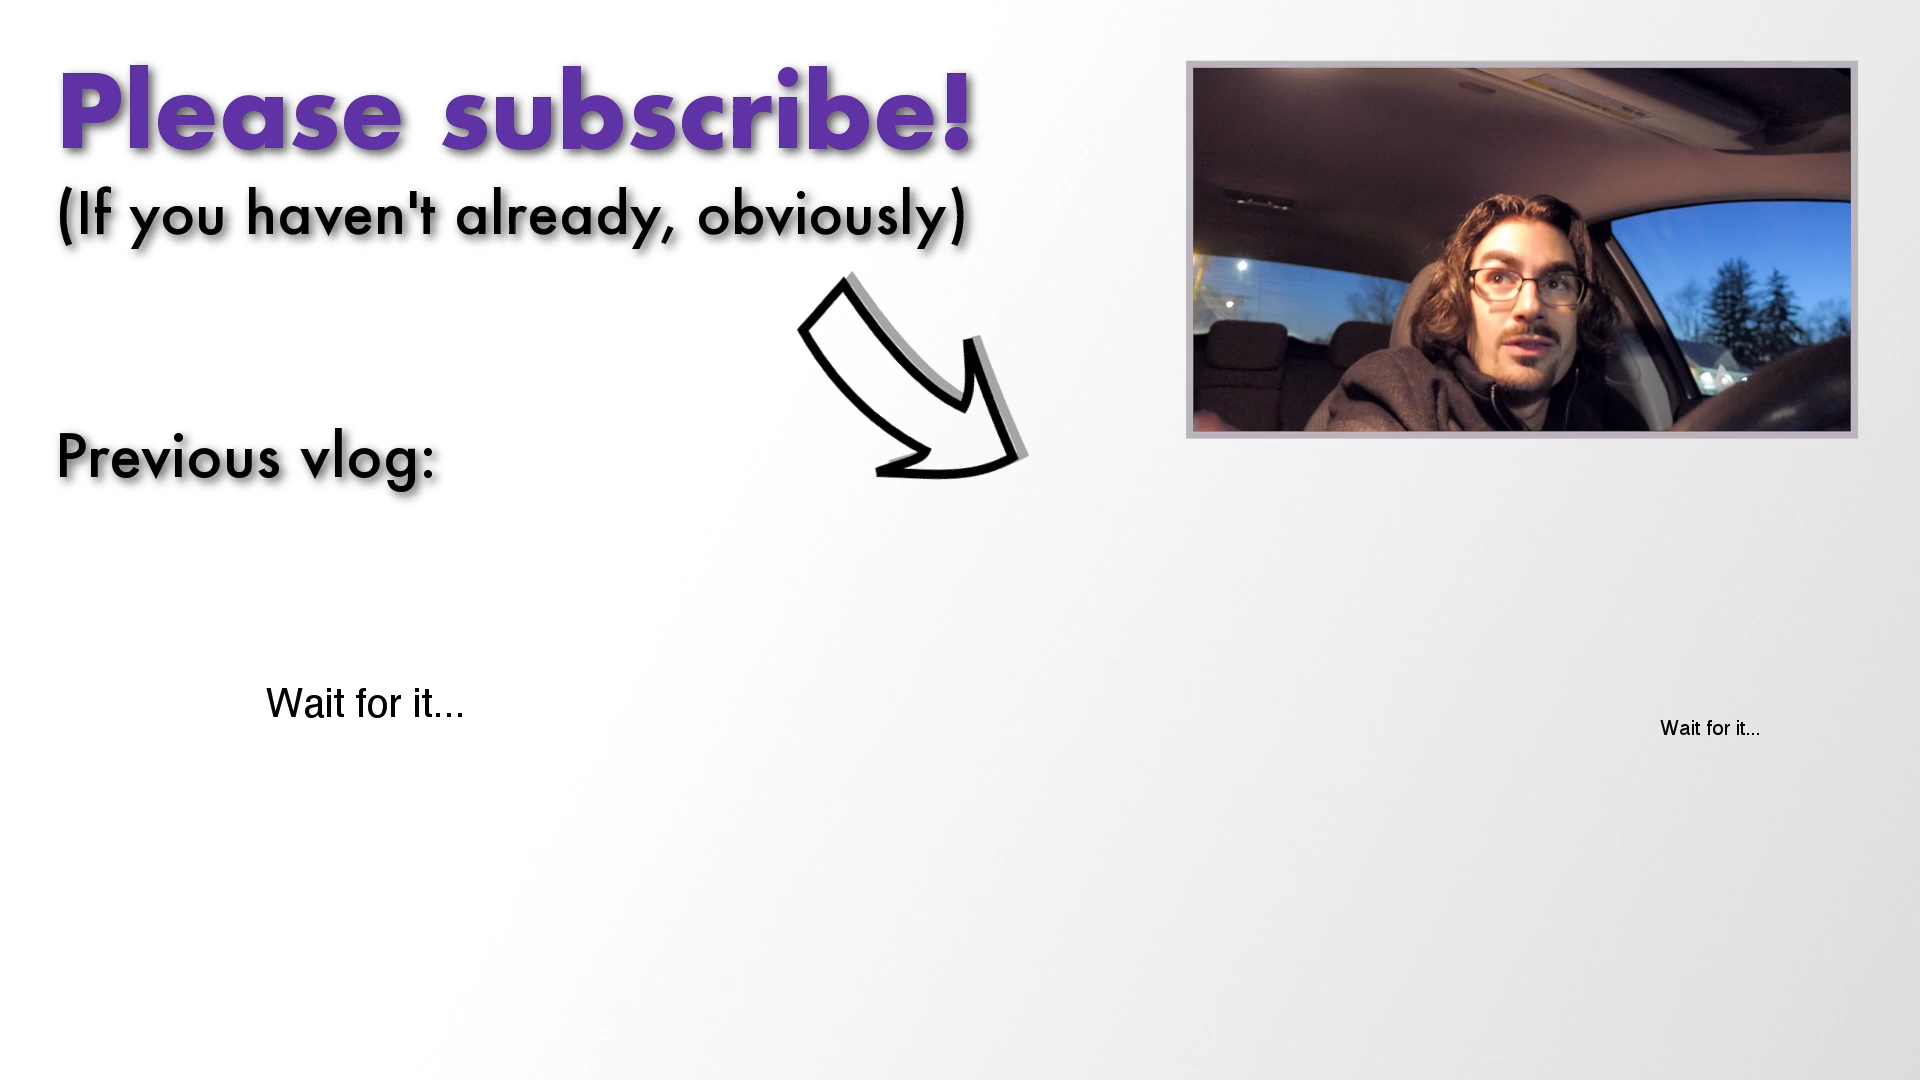 Please subscribe!
(If you haven't already, obviously)
Previous vlog:
Wait for it...
Wait for it...